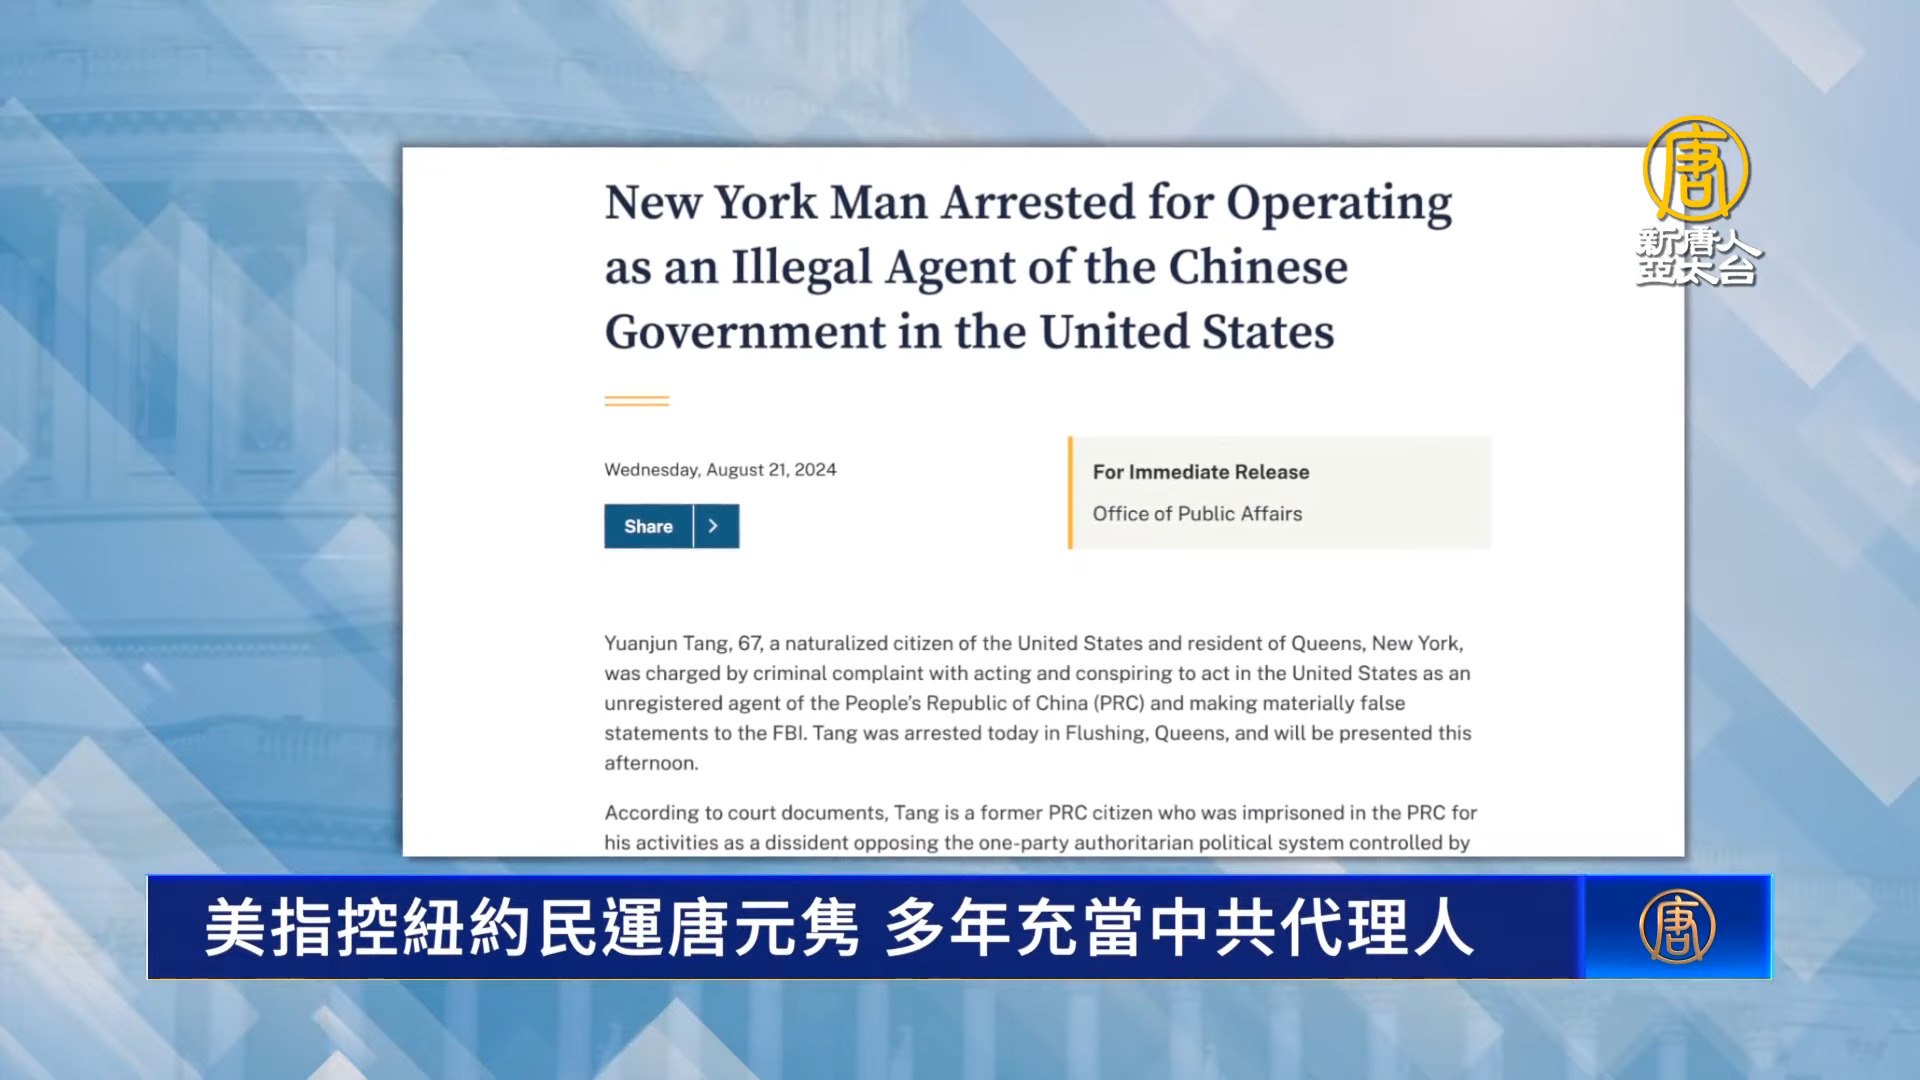 New York Man Arrested for Operating
as an Illegal Agent of the Chinese
Government in the United States
Wednesday, August 21, 2024
Share
For Immediate Release
Office of Public Affairs
Yuanjun Tang, 67, a naturalized citizen of the United States and resident of Queens, New York,
was charged by criminal complaint with acting and conspiring to act in the United States as an
unregistered agent of the People’s Republic of China (PRC) and making materially false
statements to the FBI. Tang was arrested today in Flushing, Queens, and will be presented this
afternoon.
According to court documents, Tang is a former PRC citizen who was imprisoned in the PRC for
his activities as a dissident opposing the one-party authoritarian political system controlled by
唐
新唐人
亞太台
美指控紐約民運唐元隽 多年充當中共代理人
唐